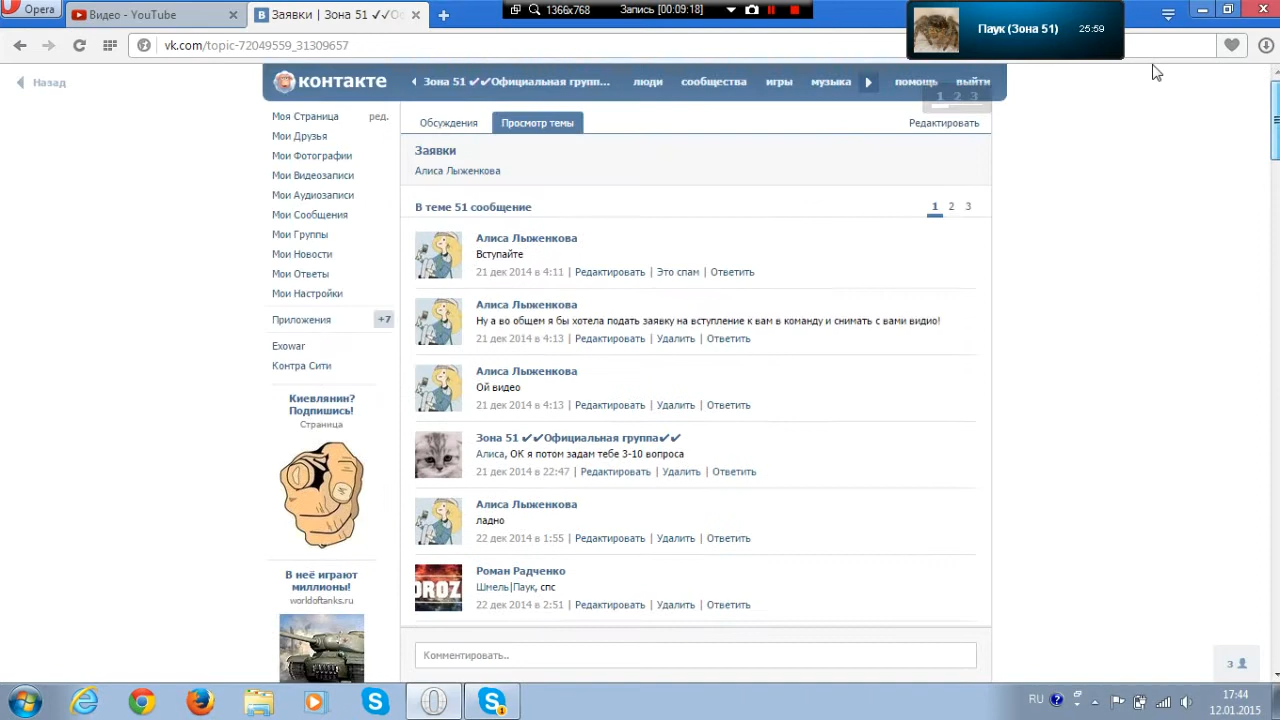 Opera
Видео - YouTube
Заявки | Зона 51 ✔✔О
1366x768
Запись [00:09:18]
Паук (Зона 51)
25:59
vk.com/topic-72049559_31309657
Назад
контакте
Зона 51 ✔✔Официальная групп...
люди
сообщества
игры
музыка
помощь
выйти
1 2 3
Моя Страница
ред.
Мои Друзья
Мои Фотографии
Мои Видеозаписи
Мои Аудиозаписи
Мои Сообщения
Мои Группы
Мои Новости
Мои Ответы
Мои Настройки
Приложения
+7
Exowar
Контра Сити
Киевлянин?
Подпишись!
Страница
В неё играют
миллионы!
worldoftanks.ru
Обсуждения
Просмотр темы
Редактировать
Заявки
Алиса Лыженкова
В теме 51 сообщение
1 2 3
Алиса Лыженкова
Вступайте
21 дек 2014 в 4:11 | Редактировать | Это спам | Ответить
Алиса Лыженкова
Ну а во общем я бы хотела подать заявку на вступление к вам в команду и снимать с вами видио!
21 дек 2014 в 4:13 | Редактировать | Удалить | Ответить
Алиса Лыженкова
Ой видео
21 дек 2014 в 4:13 | Редактировать | Удалить | Ответить
Зона 51 ✔✔Официальная группа✔✔
Алиса, ОК я потом задам тебе 3-10 вопроса
21 дек 2014 в 22:47 | Редактировать | Удалить | Ответить
Алиса Лыженкова
ладно
22 дек 2014 в 1:55 | Редактировать | Удалить | Ответить
Роман Радченко
Шмель|Паук, спс
22 дек 2014 в 2:51 | Редактировать | Удалить | Ответить
OROZ
Комментировать..
3
RU
17:44
12.01.2015